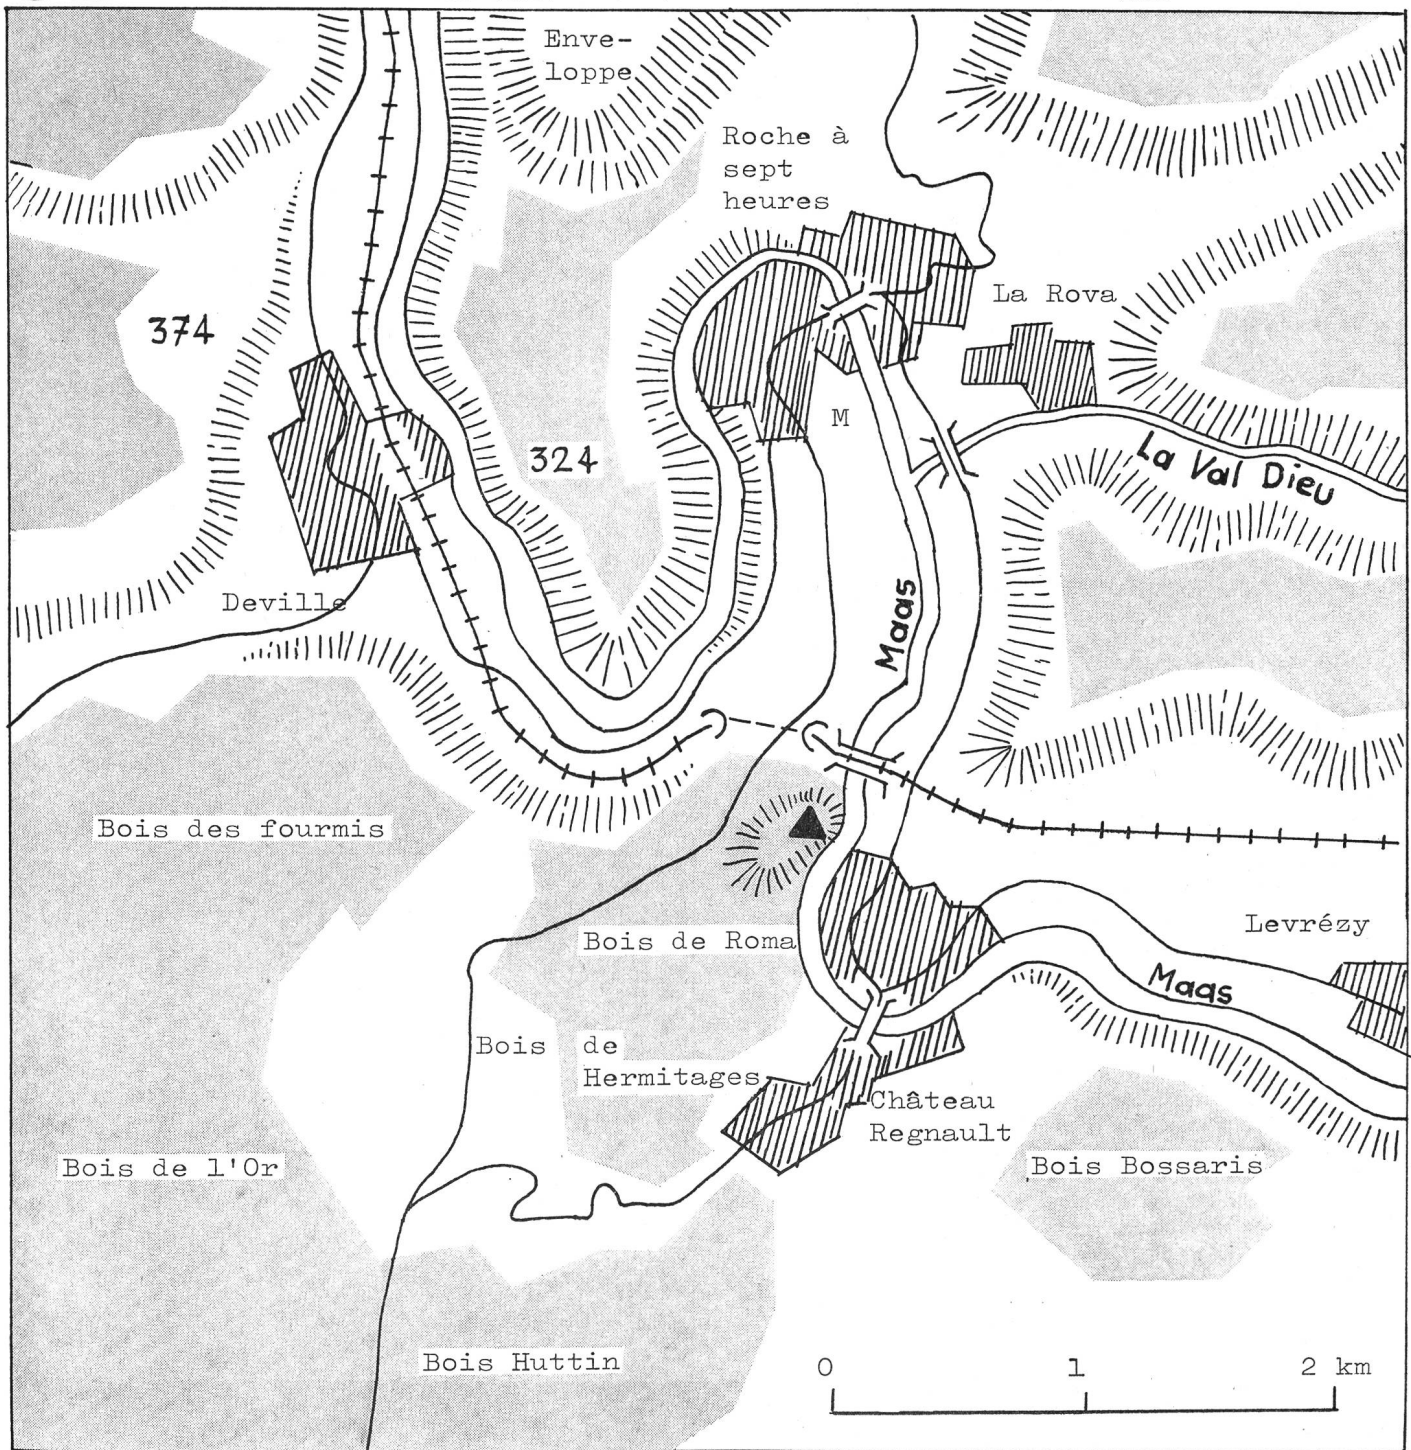 Enve-
loppe
Roche à
sept
heures
La Rova
374
M
324
La Val Dieu
Maas
Deville
Bois des fourmis
Levrézy
Bois de Roma
Maas
Bois de
Hermitages
Château
Regnault
Bois de l'Or
Bois Bossaris
Bois Huttin
0 1 2 km